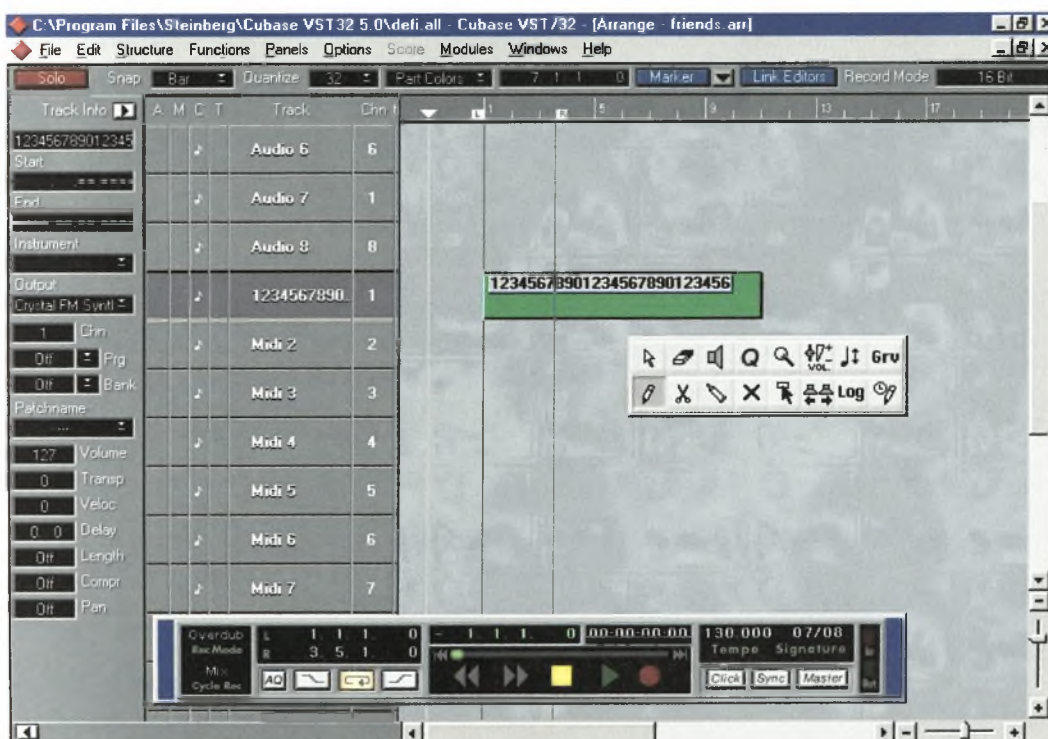 C:\Program Files\Steinberg\Cubase VST32 5.0\defi.all - Cubase VST/32 - [Arrange - friends.arr]
File Edit Structure Functions Panels Options Score Modules Windows Help
Solo Snap Bar Quantize 32 Part Colors 7 1 1 0 Marker Link Editors Record Mode 16 Bit
Track Info A M C T Track Chn 1 5 9 13 17
L R
123456789012345
Start
End
Instrument
Output
Crystal FM Synth
1 Chn
Off Prg
Off Bank
Patchname
...
127 Volume
0 Transp
0 Veloc
0 0 Delay
Off Length
Off Compr
Off Pan
Audio 6 6
Audio 7 1
Audio 8 8
1234567890.. 1
Midi 2 2
Midi 3 3
Midi 4 4
Midi 5 5
Midi 6 6
Midi 7 7
12345678901234567890123456
Q VOL Grv
Log
Overdub
Rec Mode
Mix
Cycle Rec
L 1. 1. 1. 0
R 3. 5. 1. 0
AQ
1. 1. 1. 0 00:00:00:00
130.000 07/08
Tempo Signature
Click Sync Master
In
Out